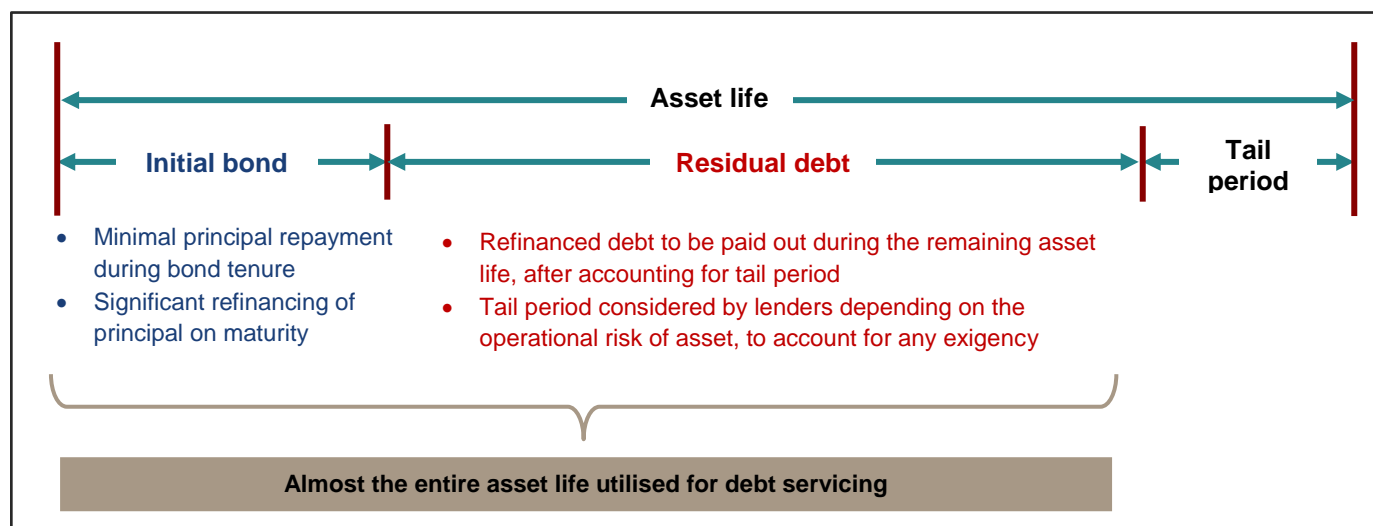 Asset life
Initial bond
Residual debt
Tail
period
• Minimal principal repayment
during bond tenure
• Significant refinancing of
principal on maturity
• Refinanced debt to be paid out during the remaining asset
life, after accounting for tail period
• Tail period considered by lenders depending on the
operational risk of asset, to account for any exigency
Almost the entire asset life utilised for debt servicing